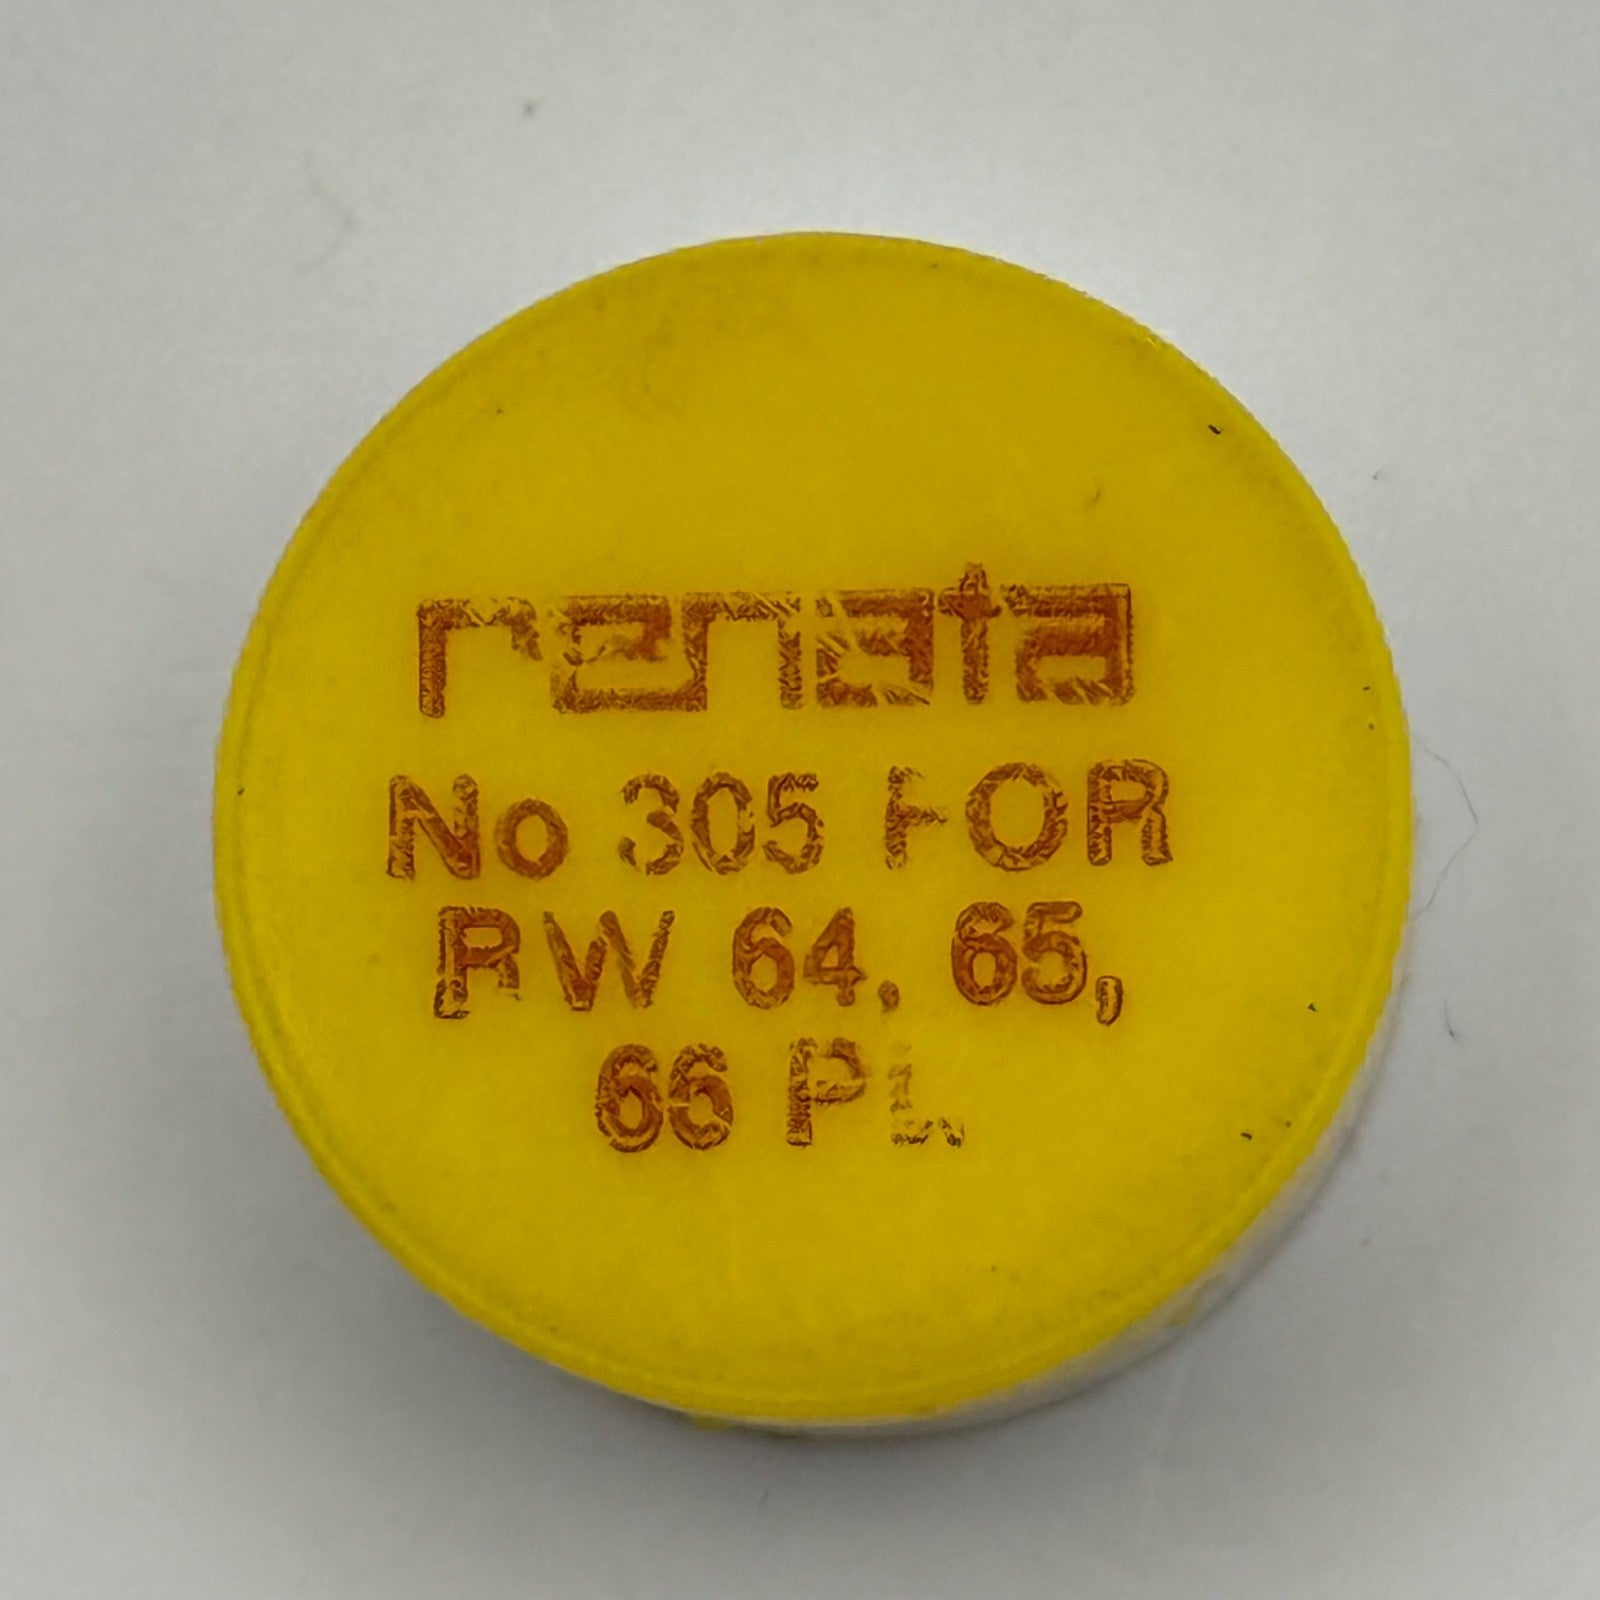 renata
No 305 FOR
RW 64, 65,
66 PL